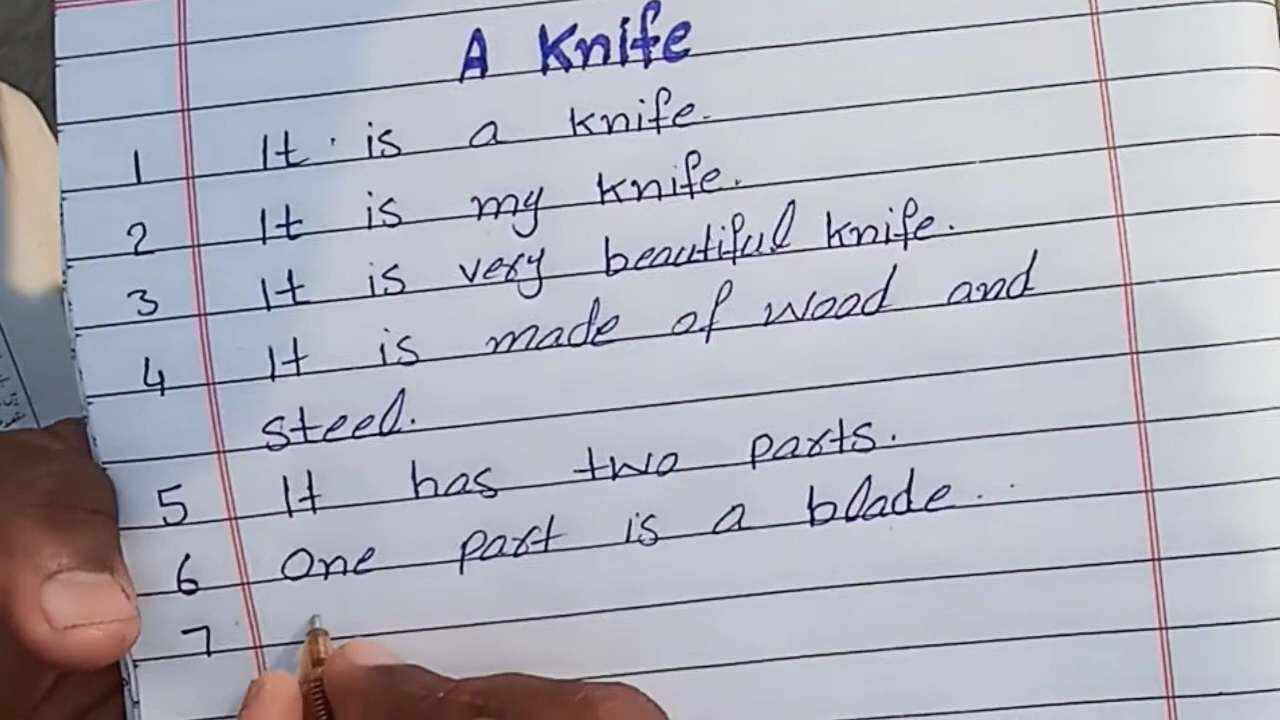 A Knife
1 It is a knife.
2 It is my knife.
3 It is very beautiful knife.
4 It is made of wood and
steel.
5 It has two parts.
6 One part is a blade.
7